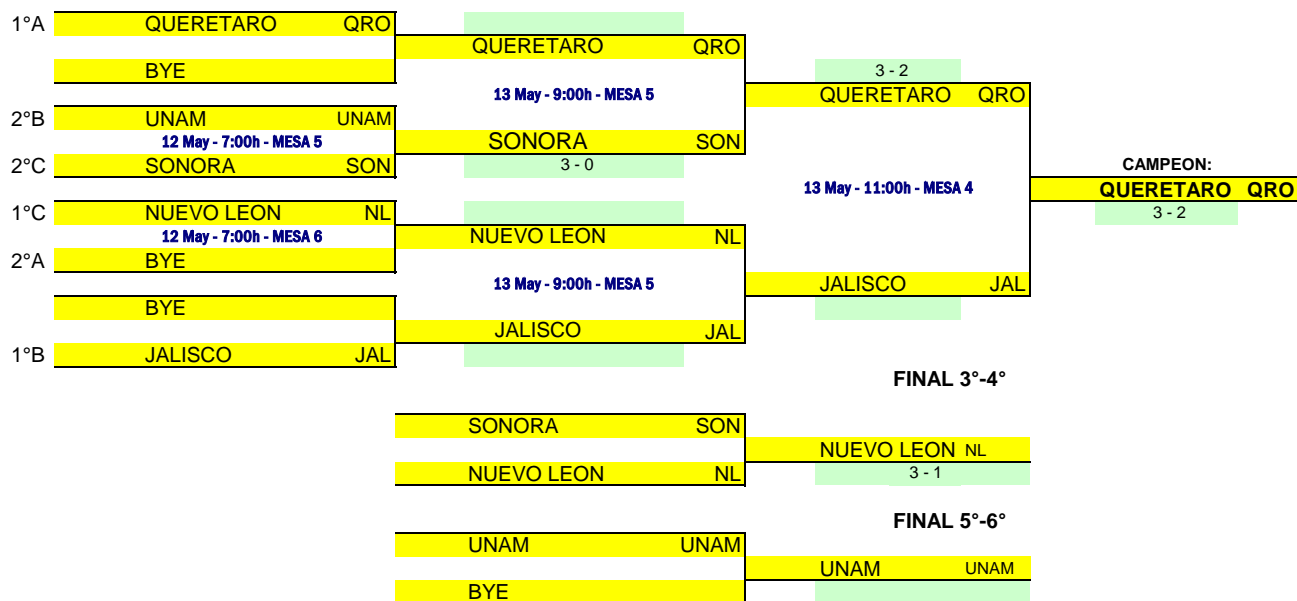 1°A QUERETARO QRO
QUERETARO QRO
BYE
3 - 2
13 May - 9:00h - MESA 5
QUERETARO QRO
2°B UNAM UNAM
12 May - 7:00h - MESA 5
SONORA SON
2°C SONORA SON
3 - 0
CAMPEON:
13 May - 11:00h - MESA 4
QUERETARO QRO
3 - 2
1°C NUEVO LEON NL
12 May - 7:00h - MESA 6
NUEVO LEON NL
2°A BYE
13 May - 9:00h - MESA 5
JALISCO JAL
BYE
JALISCO JAL
1°B JALISCO JAL
FINAL 3°-4°
SONORA SON
NUEVO LEON NL
NUEVO LEON NL
3 - 1
FINAL 5°-6°
UNAM UNAM
UNAM UNAM
BYE